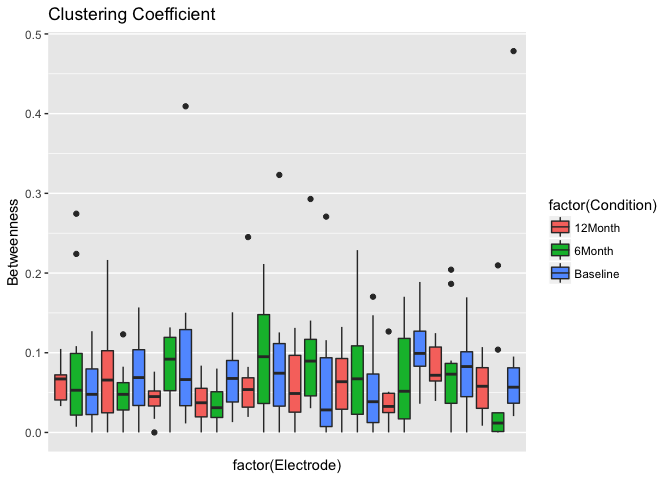 Clustering Coefficient
0.5
0.4
0.3
0.2
0.1
0.0
Betweenness
factor(Electrode)
factor(Condition)
12Month
6Month
Baseline